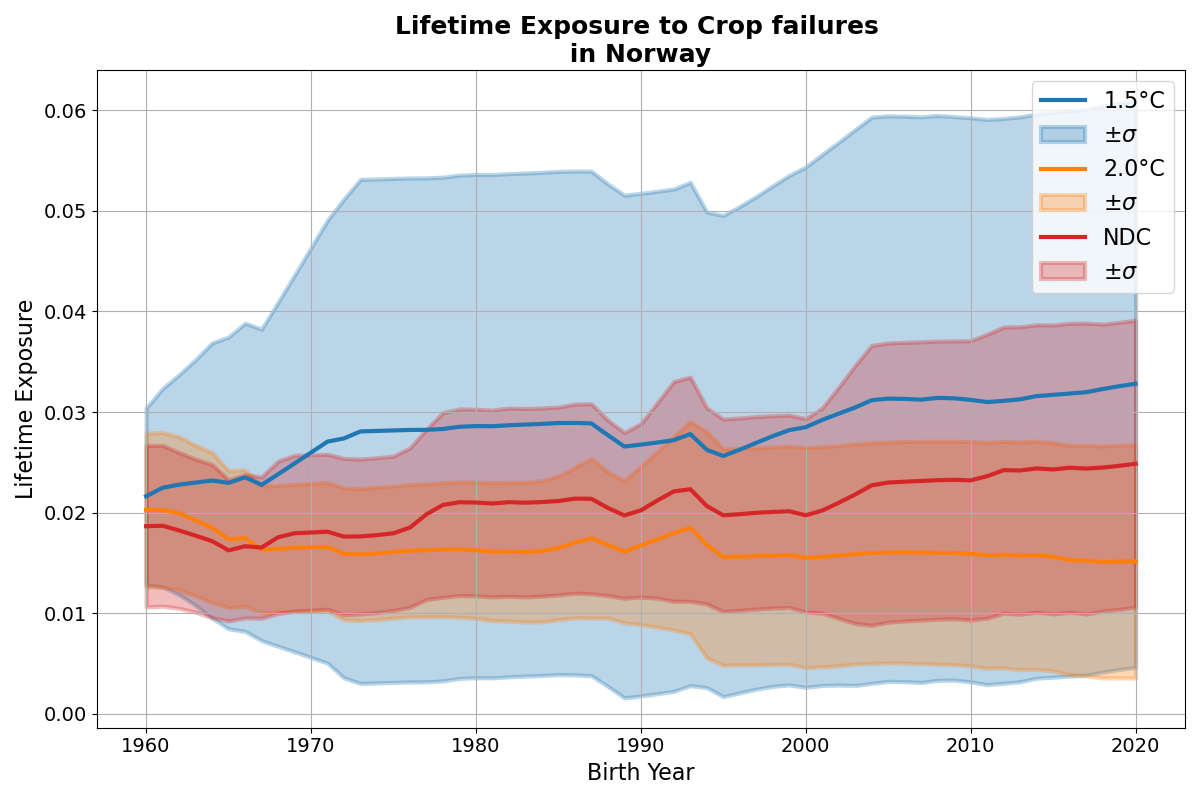 Lifetime Exposure to Crop failures
in Norway
Lifetime Exposure
0.06
0.05
0.04
0.03
0.02
0.01
0.00
1.5°C
±σ
2.0°C
±σ
NDC
±σ
1960
1970
1980
1990
2000
2010
2020
Birth Year